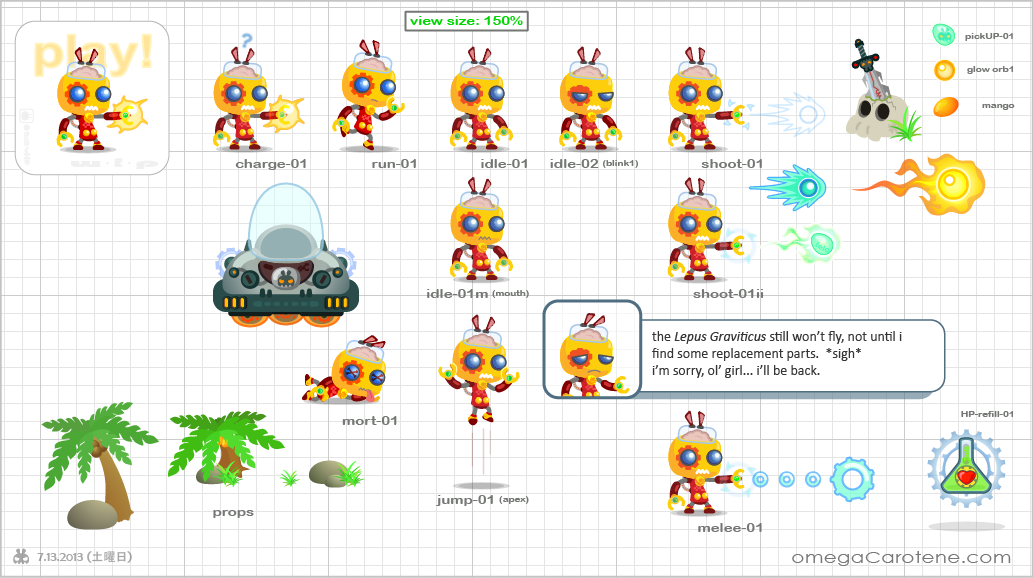 view size: 150%
play!
?
pickUP-01
glow orb1
mango
charge-01
run-01
idle-01
idle-02 (blink1)
shoot-01
idle-01m (mouth)
shoot-01ii
the Lepus Graviticus still won't fly, not until i
find some replacement parts.  *sigh*
i'm sorry, ol' girl... i'll be back.
mort-01
HP-refill-01
jump-01 (apex)
props
melee-01
7.13.2013 (土曜日)
omegaCarotene.com